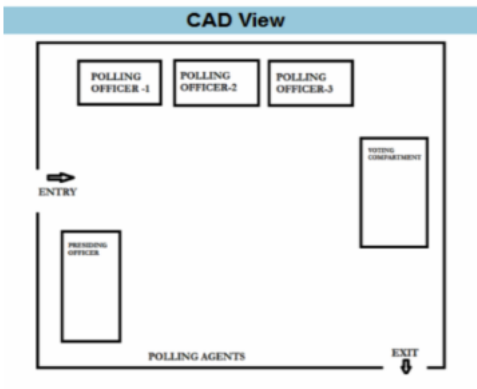 CAD View
POLLING
OFFICER -1
POLLING
OFFICER-2
POLLING
OFFICER-3
VOTING
COMPARTMENT
ENTRY
PRESIDING
OFFICER
POLLING AGENTS
EXIT